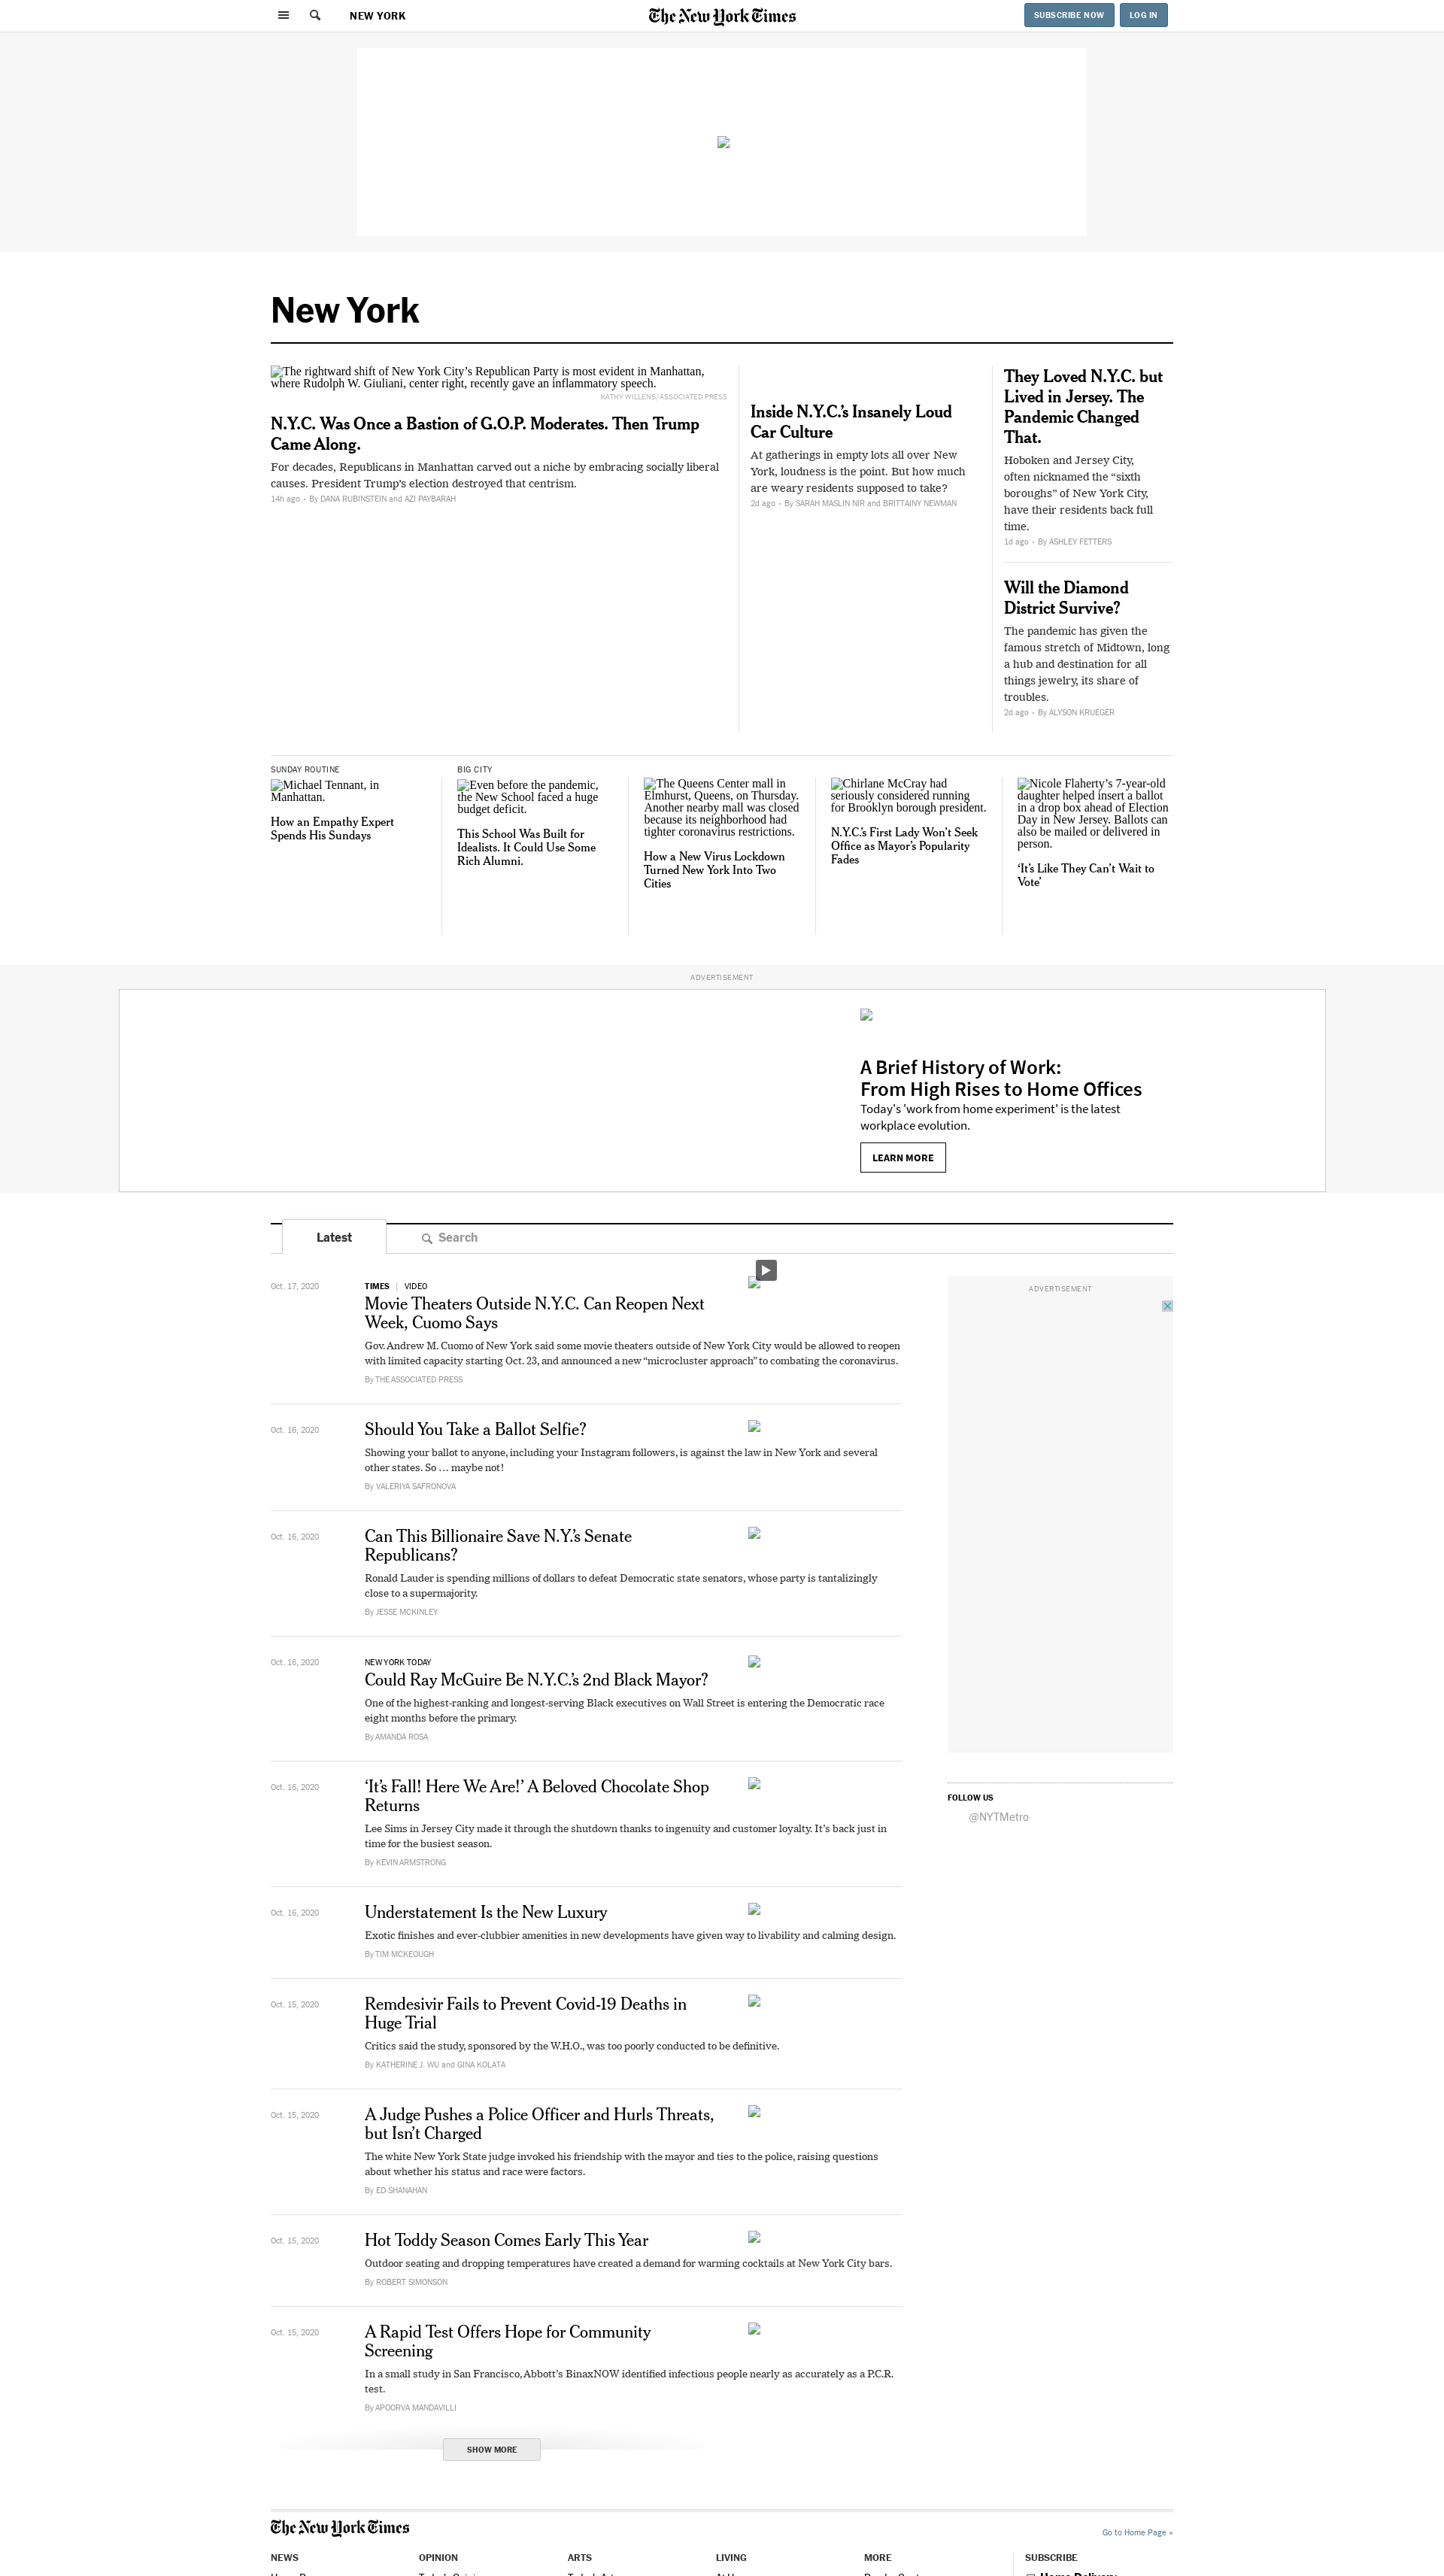 NEW YORK
The New York Times
SUBSCRIBE NOW
LOG IN
New York
The rightward shift of New York City’s Republican Party is most evident in Manhattan,
where Rudolph W. Giuliani, center right, recently gave an inflammatory speech.
KATHY WILLENS/ASSOCIATED PRESS
N.Y.C. Was Once a Bastion of G.O.P. Moderates. Then Trump
Came Along.
For decades, Republicans in Manhattan carved out a niche by embracing socially liberal
causes. President Trump’s election destroyed that centrism.
14h ago • By DANA RUBINSTEIN and AZI PAYBARAH
Inside N.Y.C.’s Insanely Loud
Car Culture
At gatherings in empty lots all over New
York, loudness is the point. But how much
are weary residents supposed to take?
2d ago • By SARAH MASLIN NIR and BRITTAINY NEWMAN
They Loved N.Y.C. but
Lived in Jersey. The
Pandemic Changed
That.
Hoboken and Jersey City,
often nicknamed the “sixth
boroughs” of New York City,
have their residents back full
time.
1d ago • By ASHLEY FETTERS
Will the Diamond
District Survive?
The pandemic has given the
famous stretch of Midtown, long
a hub and destination for all
things jewelry, its share of
troubles.
2d ago • By ALYSON KRUEGER
SUNDAY ROUTINE
Michael Tennant, in
Manhattan.
How an Empathy Expert
Spends His Sundays
BIG CITY
Even before the pandemic,
the New School faced a huge
budget deficit.
This School Was Built for
Idealists. It Could Use Some
Rich Alumni.
The Queens Center mall in
Elmhurst, Queens, on Thursday.
Another nearby mall was closed
because its neighborhood had
tighter coronavirus restrictions.
How a New Virus Lockdown
Turned New York Into Two
Cities
Chirlane McCray had
seriously considered running
for Brooklyn borough president.
N.Y.C.’s First Lady Won’t Seek
Office as Mayor’s Popularity
Fades
Nicole Flaherty’s 7-year-old
daughter helped insert a ballot
in a drop box ahead of Election
Day in New Jersey. Ballots can
also be mailed or delivered in
person.
‘It’s Like They Can’t Wait to
Vote’
ADVERTISEMENT
A Brief History of Work:
From High Rises to Home Offices
Today's 'work from home experiment' is the latest
workplace evolution.
LEARN MORE
Latest
Search
Oct. 17, 2020
TIMES | VIDEO
Movie Theaters Outside N.Y.C. Can Reopen Next
Week, Cuomo Says
Gov. Andrew M. Cuomo of New York said some movie theaters outside of New York City would be allowed to reopen
with limited capacity starting Oct. 23, and announced a new “microcluster approach” to combating the coronavirus.
By THE ASSOCIATED PRESS
ADVERTISEMENT
Oct. 16, 2020
Should You Take a Ballot Selfie?
Showing your ballot to anyone, including your Instagram followers, is against the law in New York and several
other states. So … maybe not!
By VALERIYA SAFRONOVA
Oct. 16, 2020
Can This Billionaire Save N.Y.’s Senate
Republicans?
Ronald Lauder is spending millions of dollars to defeat Democratic state senators, whose party is tantalizingly
close to a supermajority.
By JESSE MCKINLEY
Oct. 16, 2020
NEW YORK TODAY
Could Ray McGuire Be N.Y.C.’s 2nd Black Mayor?
One of the highest-ranking and longest-serving Black executives on Wall Street is entering the Democratic race
eight months before the primary.
By AMANDA ROSA
Oct. 16, 2020
‘It’s Fall! Here We Are!’ A Beloved Chocolate Shop
Returns
Lee Sims in Jersey City made it through the shutdown thanks to ingenuity and customer loyalty. It’s back just in
time for the busiest season.
By KEVIN ARMSTRONG
FOLLOW US
@NYTMetro
Oct. 16, 2020
Understatement Is the New Luxury
Exotic finishes and ever-clubbier amenities in new developments have given way to livability and calming design.
By TIM MCKEOUGH
Oct. 15, 2020
Remdesivir Fails to Prevent Covid-19 Deaths in
Huge Trial
Critics said the study, sponsored by the W.H.O., was too poorly conducted to be definitive.
By KATHERINE J. WU and GINA KOLATA
Oct. 15, 2020
A Judge Pushes a Police Officer and Hurls Threats,
but Isn’t Charged
The white New York State judge invoked his friendship with the mayor and ties to the police, raising questions
about whether his status and race were factors.
By ED SHANAHAN
Oct. 15, 2020
Hot Toddy Season Comes Early This Year
Outdoor seating and dropping temperatures have created a demand for warming cocktails at New York City bars.
By ROBERT SIMONSON
Oct. 15, 2020
A Rapid Test Offers Hope for Community
Screening
In a small study in San Francisco, Abbott’s BinaxNOW identified infectious people nearly as accurately as a P.C.R.
test.
By APOORVA MANDAVILLI
SHOW MORE
The New York Times
Go to Home Page »
NEWS
OPINION
ARTS
LIVING
MORE
SUBSCRIBE